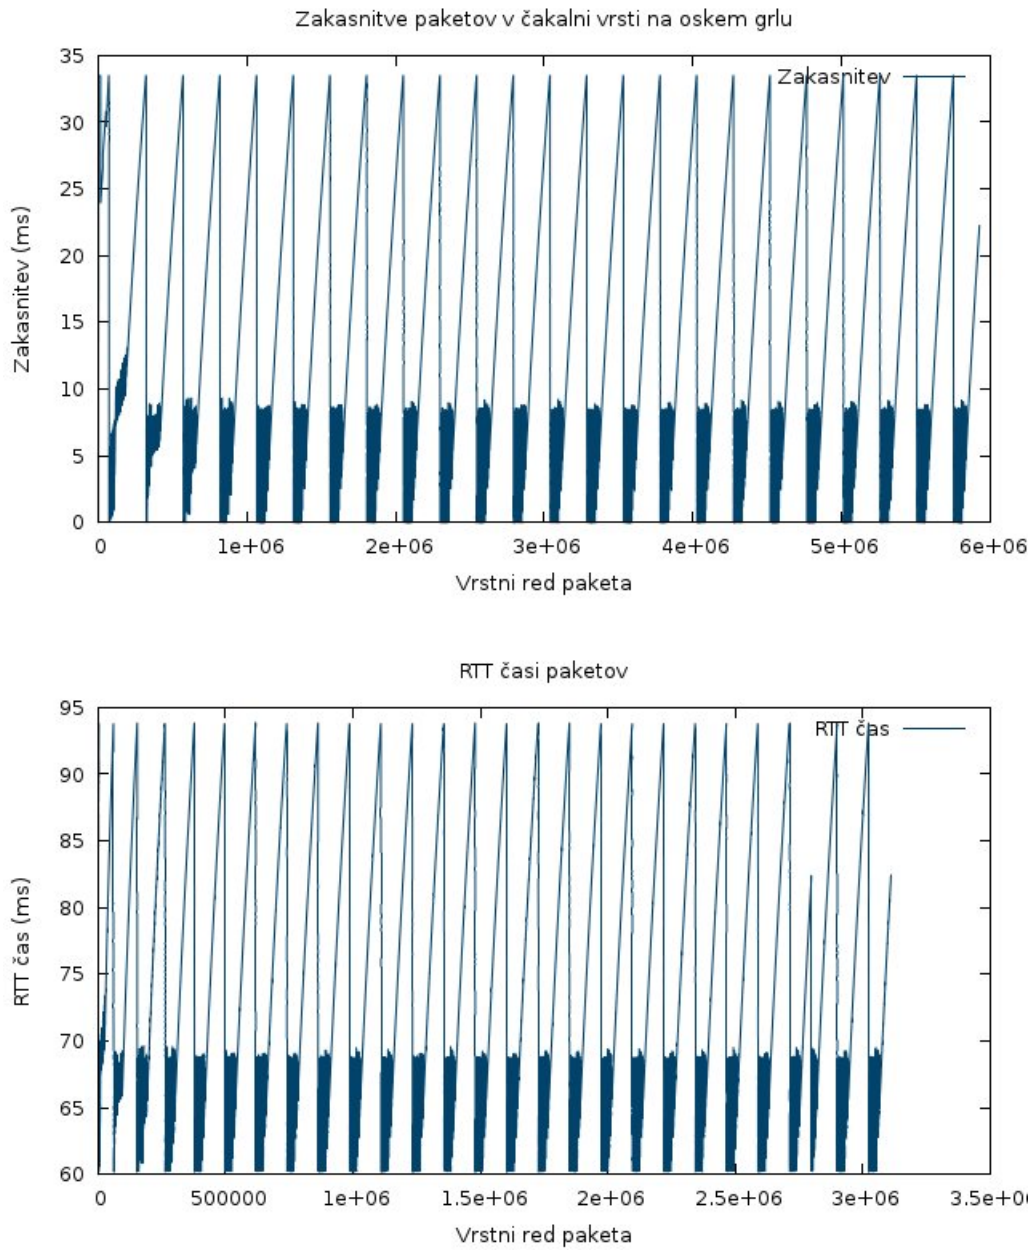 Zakasnitve paketov v čakalni vrsti na oskem grlu
35
Zakasnitev
30
25
20
15
10
5
0
Zakasnitev (ms)
0 1e+06 2e+06 3e+06 4e+06 5e+06 6e+06
Vrstni red paketa
RTT časi paketov
95
RTT čas
90
85
80
75
70
65
60
RTT čas (ms)
0 500000 1e+06 1.5e+06 2e+06 2.5e+06 3e+06 3.5e+0
Vrstni red paketa